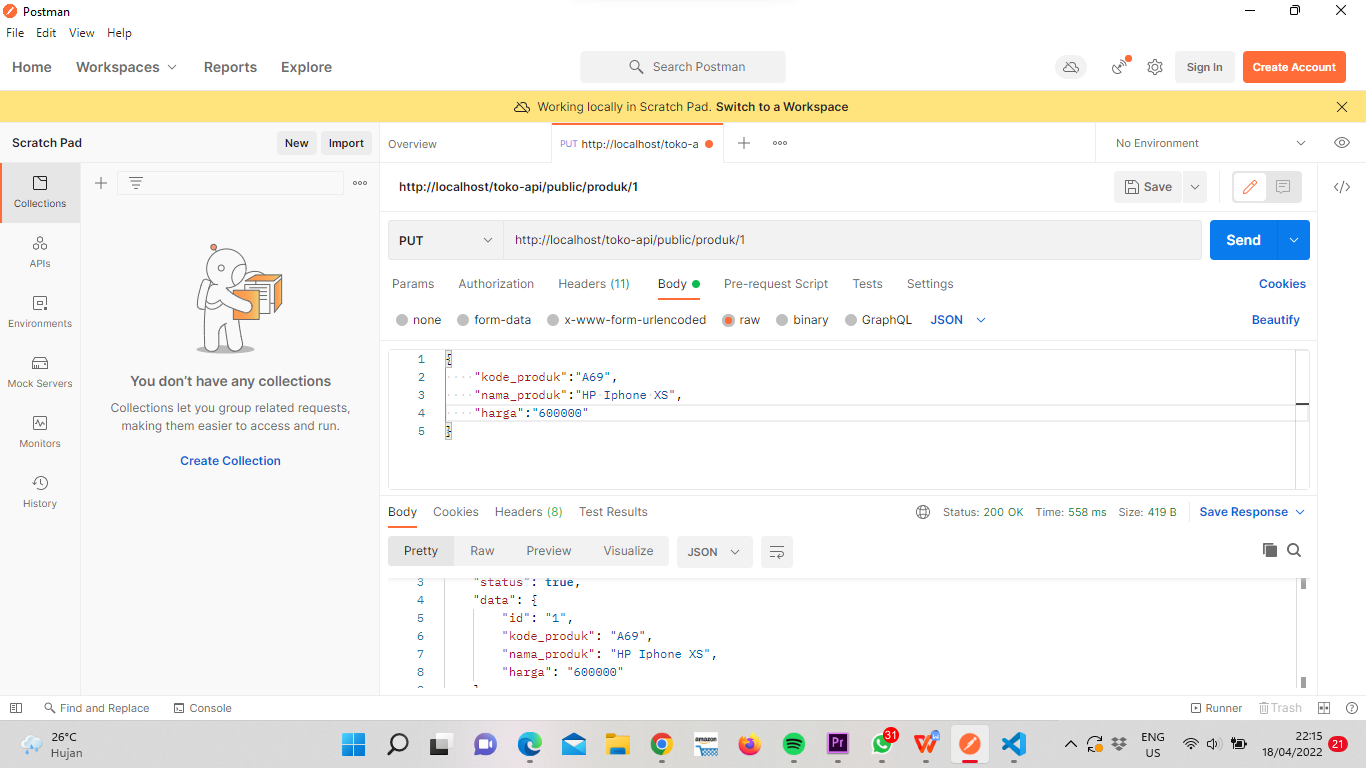 Postman
File Edit View Help
Home Workspaces Reports Explore Search Postman Sign In Create Account
Working locally in Scratch Pad. Switch to a Workspace
Scratch Pad New Import Overview PUT http://localhost/toko-a No Environment
http://localhost/toko-api/public/produk/1 Save
Collections
APIs
Environments
Mock Servers
Monitors
History
You don't have any collections
Collections let you group related requests,
making them easier to access and run.
Create Collection
PUT http://localhost/toko-api/public/produk/1 Send
Params Authorization Headers (11) Body Pre-request Script Tests Settings Cookies
none form-data x-www-form-urlencoded raw binary GraphQL JSON Beautify
1 {
2 "kode_produk":"A69",
3 "nama_produk":"HP Iphone XS",
4 "harga":"600000"
5 }
Body Cookies Headers (8) Test Results Status: 200 OK Time: 558 ms Size: 419 B Save Response
Pretty Raw Preview Visualize JSON
3 "status": true,
4 "data": {
5 "id": "1",
6 "kode_produk": "A69",
7 "nama_produk": "HP Iphone XS",
8 "harga": "600000"
Find and Replace Console Runner Trash
26°C
Hujan
amazon
Pr
31
ENG
US
22:15
18/04/2022
21